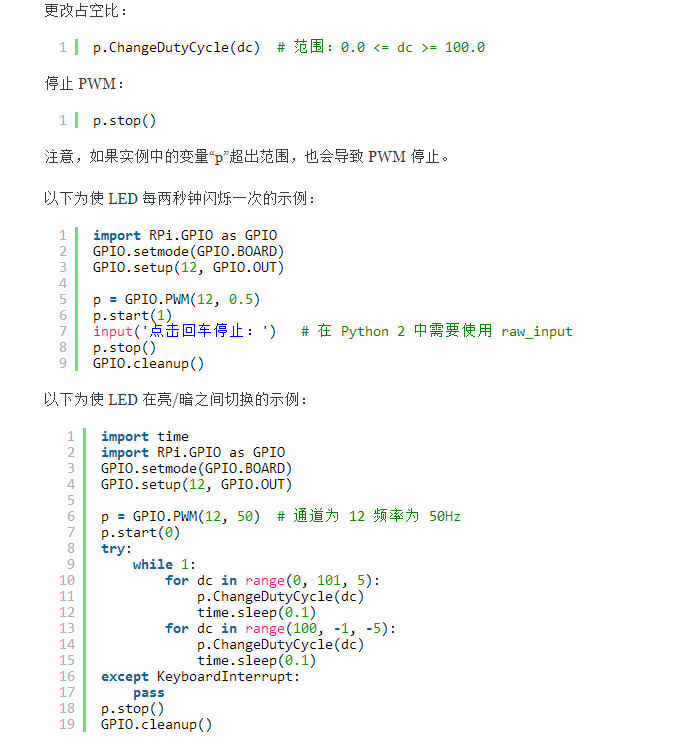 更改占空比：
1 p.ChangeDutyCycle(dc)  # 范围：0.0 <= dc >= 100.0
停止 PWM：
1 p.stop()
注意，如果实例中的变量“p”超出范围，也会导致 PWM 停止。
以下为使 LED 每两秒钟闪烁一次的示例：
1 import RPi.GPIO as GPIO
2 GPIO.setmode(GPIO.BOARD)
3 GPIO.setup(12, GPIO.OUT)
4
5 p = GPIO.PWM(12, 0.5)
6 p.start(1)
7 input('点击回车停止：')   # 在 Python 2 中需要使用 raw_input
8 p.stop()
9 GPIO.cleanup()
以下为使 LED 在亮/暗之间切换的示例：
1 import time
2 import RPi.GPIO as GPIO
3 GPIO.setmode(GPIO.BOARD)
4 GPIO.setup(12, GPIO.OUT)
5
6 p = GPIO.PWM(12, 50)  # 通道为 12 频率为 50Hz
7 p.start(0)
8 try:
9     while 1:
10         for dc in range(0, 101, 5):
11             p.ChangeDutyCycle(dc)
12             time.sleep(0.1)
13         for dc in range(100, -1, -5):
14             p.ChangeDutyCycle(dc)
15             time.sleep(0.1)
16 except KeyboardInterrupt:
17     pass
18 p.stop()
19 GPIO.cleanup()